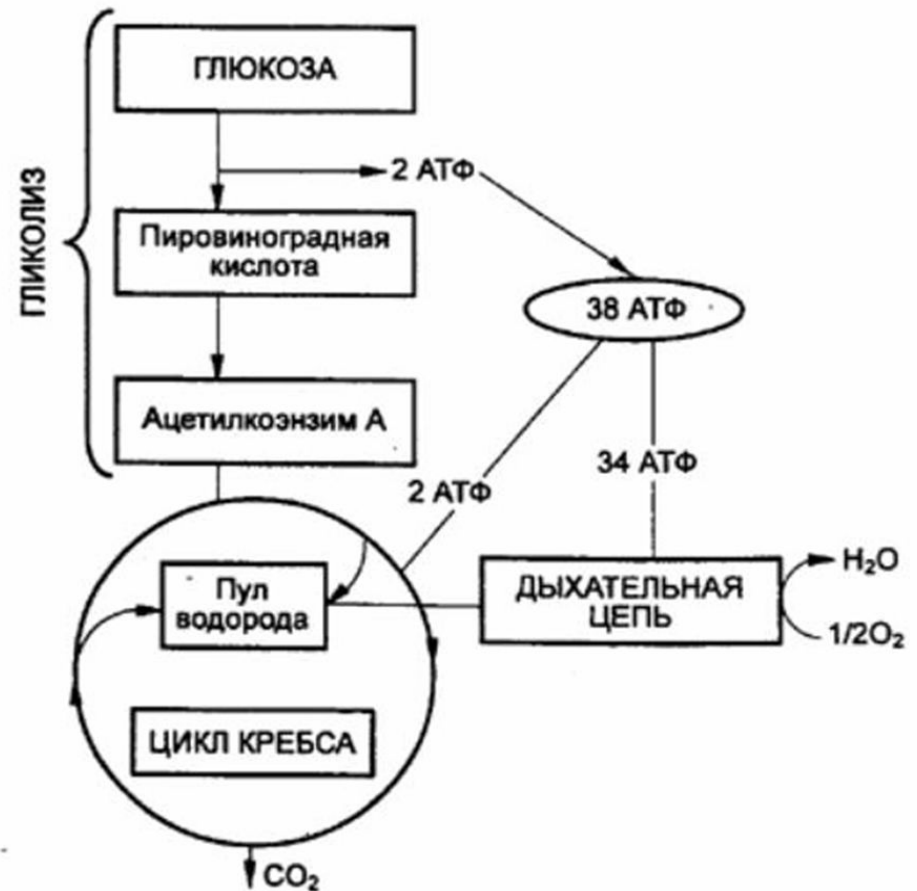 ГЛЮКОЗА
2 АТФ
ГЛИКОЛИЗ
Пировиноградная
кислота
38 АТФ
Ацетилкоэнзим А
34 АТФ
2 АТФ
Пул
водорода
ДЫХАТЕЛЬНАЯ
ЦЕПЬ
H₂O
1/2O₂
ЦИКЛ КРЕБСА
CO₂